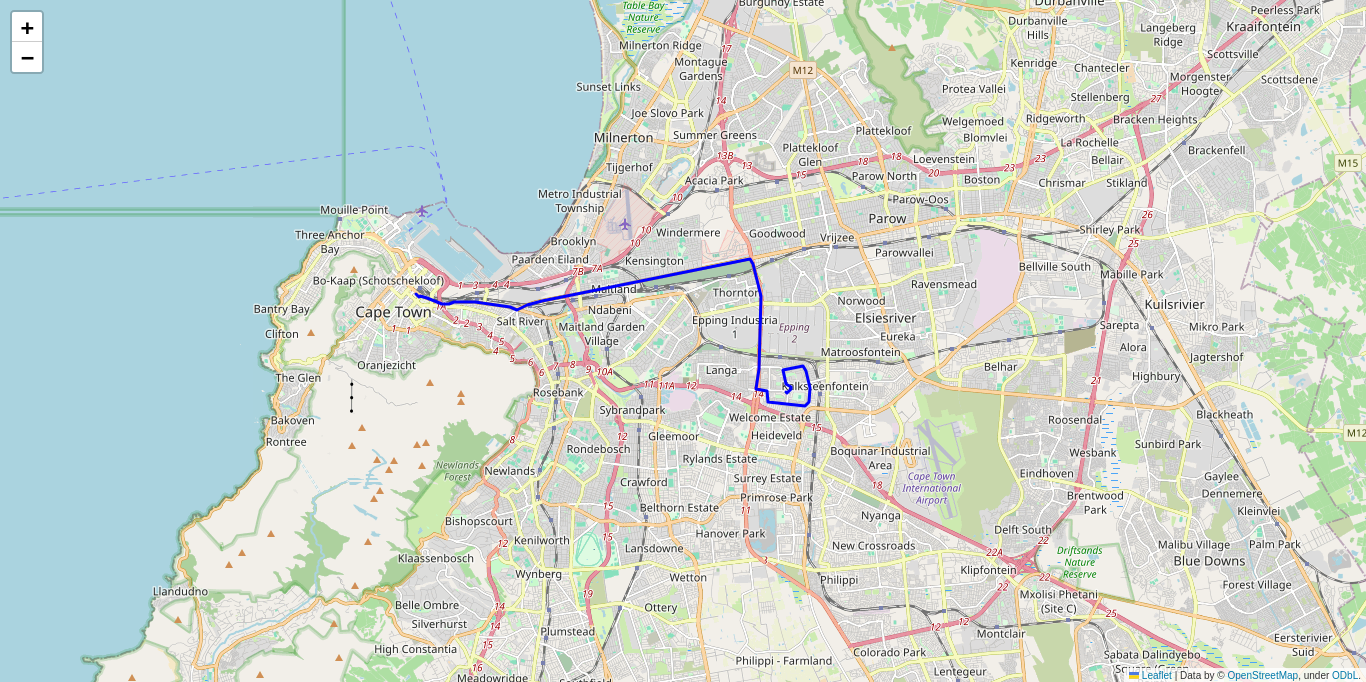 +
−
Table Bay
Nature
Reserve
Burgundy Estate
Durbanville
Peerless Park
Kraaifontein
Durbanville
Hills
Langeberg
Ridge
Scottsville
Milnerton Ridge
Montague
Gardens
M12
Kenridge
Chantecler
Morgenster
Hoogte
Scottsdene
Sunset Links
Protea Vallei
Stellenberg
Joe Slovo Park
Welgemoed
Ridgeworth
Bracken Heights
Milnerton
Summer Greens
Plattekloof
Blomvlei
La Rochelle
Brackenfell
Plattekloof
Glen
Loevenstein
Bellair
M15
Tijgerhof
Acacia Park
Parow North
Boston
Chrismar
Stikland
Metro Industrial
Township
Parow-Oos
Mouille Point
Parow
Three Anchor
Bay
Windermere
Goodwood
Vrijzee
Shirley Park
Brooklyn
Paarden Eiland
Kensington
Parowvallei
Bellville South
Mabille Park
Bo-Kaap (Schotschekloof)
Maitland
Thornton
Ravensmead
Norwood
Kuilsrivier
Bantry Bay
Cape Town
Salt River
Ndabeni
Epping Industria
1
Epping
2
Elsiesriver
Sarepta
Mikro Park
Clifton
Maitland Garden
Village
Eureka
Alora
Matroosfontein
Jagtershof
Oranjezicht
Langa
Belhar
Highbury
The Glen
Kalksteenfontein
Rosebank
Sybrandpark
Welcome Estate
Blackheath
Bakoven
Roosendal
Rontree
Gleemoor
Heideveld
M12
Rondebosch
Boquinar Industrial
Area
Wesbank
Sunbird Park
Newlands
Forest
Newlands
Rylands Estate
Cape Town
International
Airport
Eindhoven
Gaylee
Crawford
Surrey Estate
Dennemere
Primrose Park
Brentwood
Park
Kleinvlei
Bishopscourt
Belthorn Estate
Nyanga
Delft South
Kenilworth
Hanover Park
Klaassenbosch
Lansdowne
New Crossroads
Driftsands
Nature
Reserve
Malibu Village
Palm Park
Blue Downs
Wynberg
Wetton
Philippi
Klipfontein
Forest Village
Llandudno
Mxolisi Phetani
(Site C)
Belle Ombre
Ottery
Silverhurst
Plumstead
Montclair
Eersterivier
Suid
High Constantia
Philippi - Farmland
Colorado Park
Sabata Dalindyebo
Square (Green
Meadowridge
Southfield
Lentegeur
Leaflet | Data by © OpenStreetMap, under ODbL.